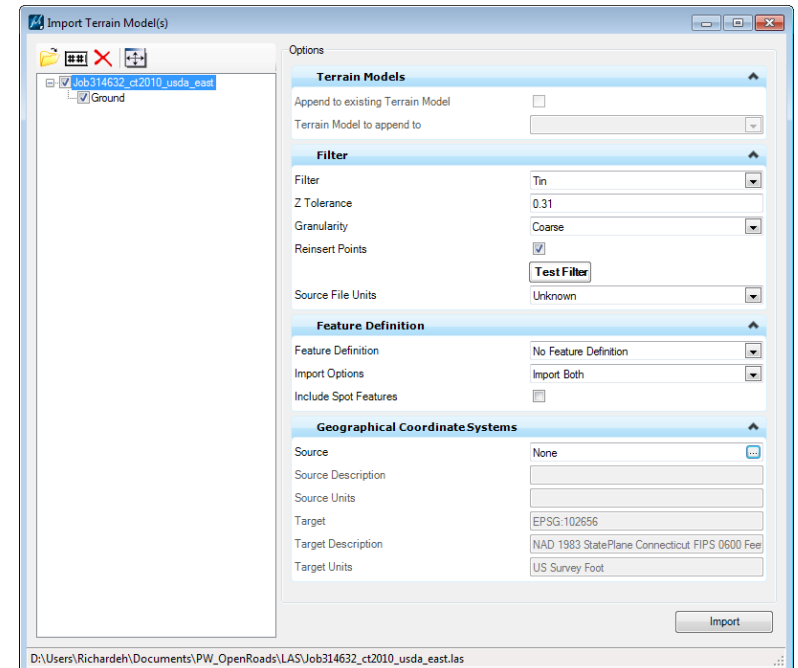 Import Terrain Model(s)
##
Options
Job314632_ct2010_usda_east
Ground
Terrain Models
Append to existing Terrain Model
Terrain Model to append to
Filter
Filter Tin
Z Tolerance 0.31
Granularity Coarse
Reinsert Points
Test Filter
Source File Units Unknown
Feature Definition
Feature Definition No Feature Definition
Import Options Import Both
Include Spot Features
Geographical Coordinate Systems
Source None ...
Source Description
Source Units
Target EPSG:102656
Target Description NAD 1983 StatePlane Connecticut FIPS 0600 Fee
Target Units US Survey Foot
Import
D:\Users\Richardeh\Documents\PW_OpenRoads\LAS\Job314632_ct2010_usda_east.las